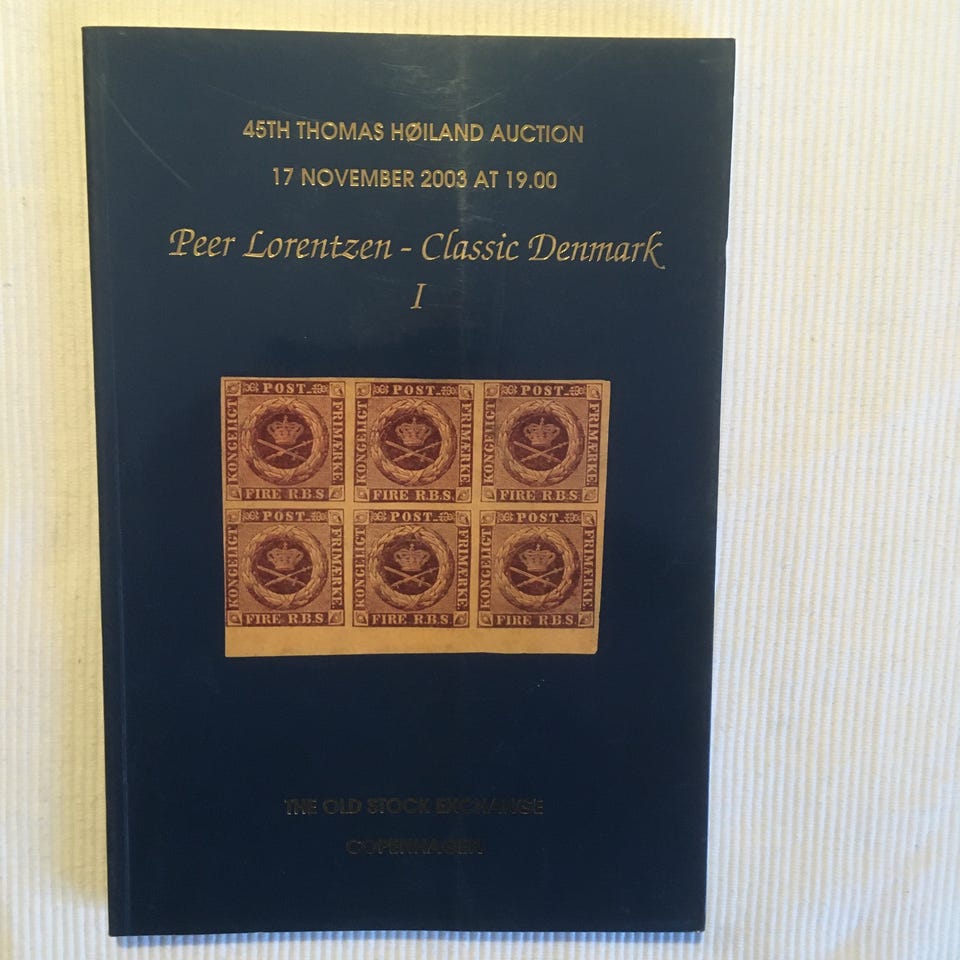 45TH THOMAS HØILAND AUCTION
17 NOVEMBER 2003 AT 19.00
Peer Lorentzen - Classic Denmark
I
POST. POST. POST.
KONGELIGT FRIMÆRKE. KONGELIGT FRIMÆRKE. KONGELIGT FRIMÆRKE.
FIRE R.B.S. FIRE R.B.S. FIRE R.B.S.
POST. POST. POST.
KONGELIGT FRIMÆRKE. KONGELIGT FRIMÆRKE. KONGELIGT FRIMÆRKE.
FIRE R.B.S. FIRE R.B.S. FIRE R.B.S.
THE OLD STOCK EXCHANGE
COPENHAGEN